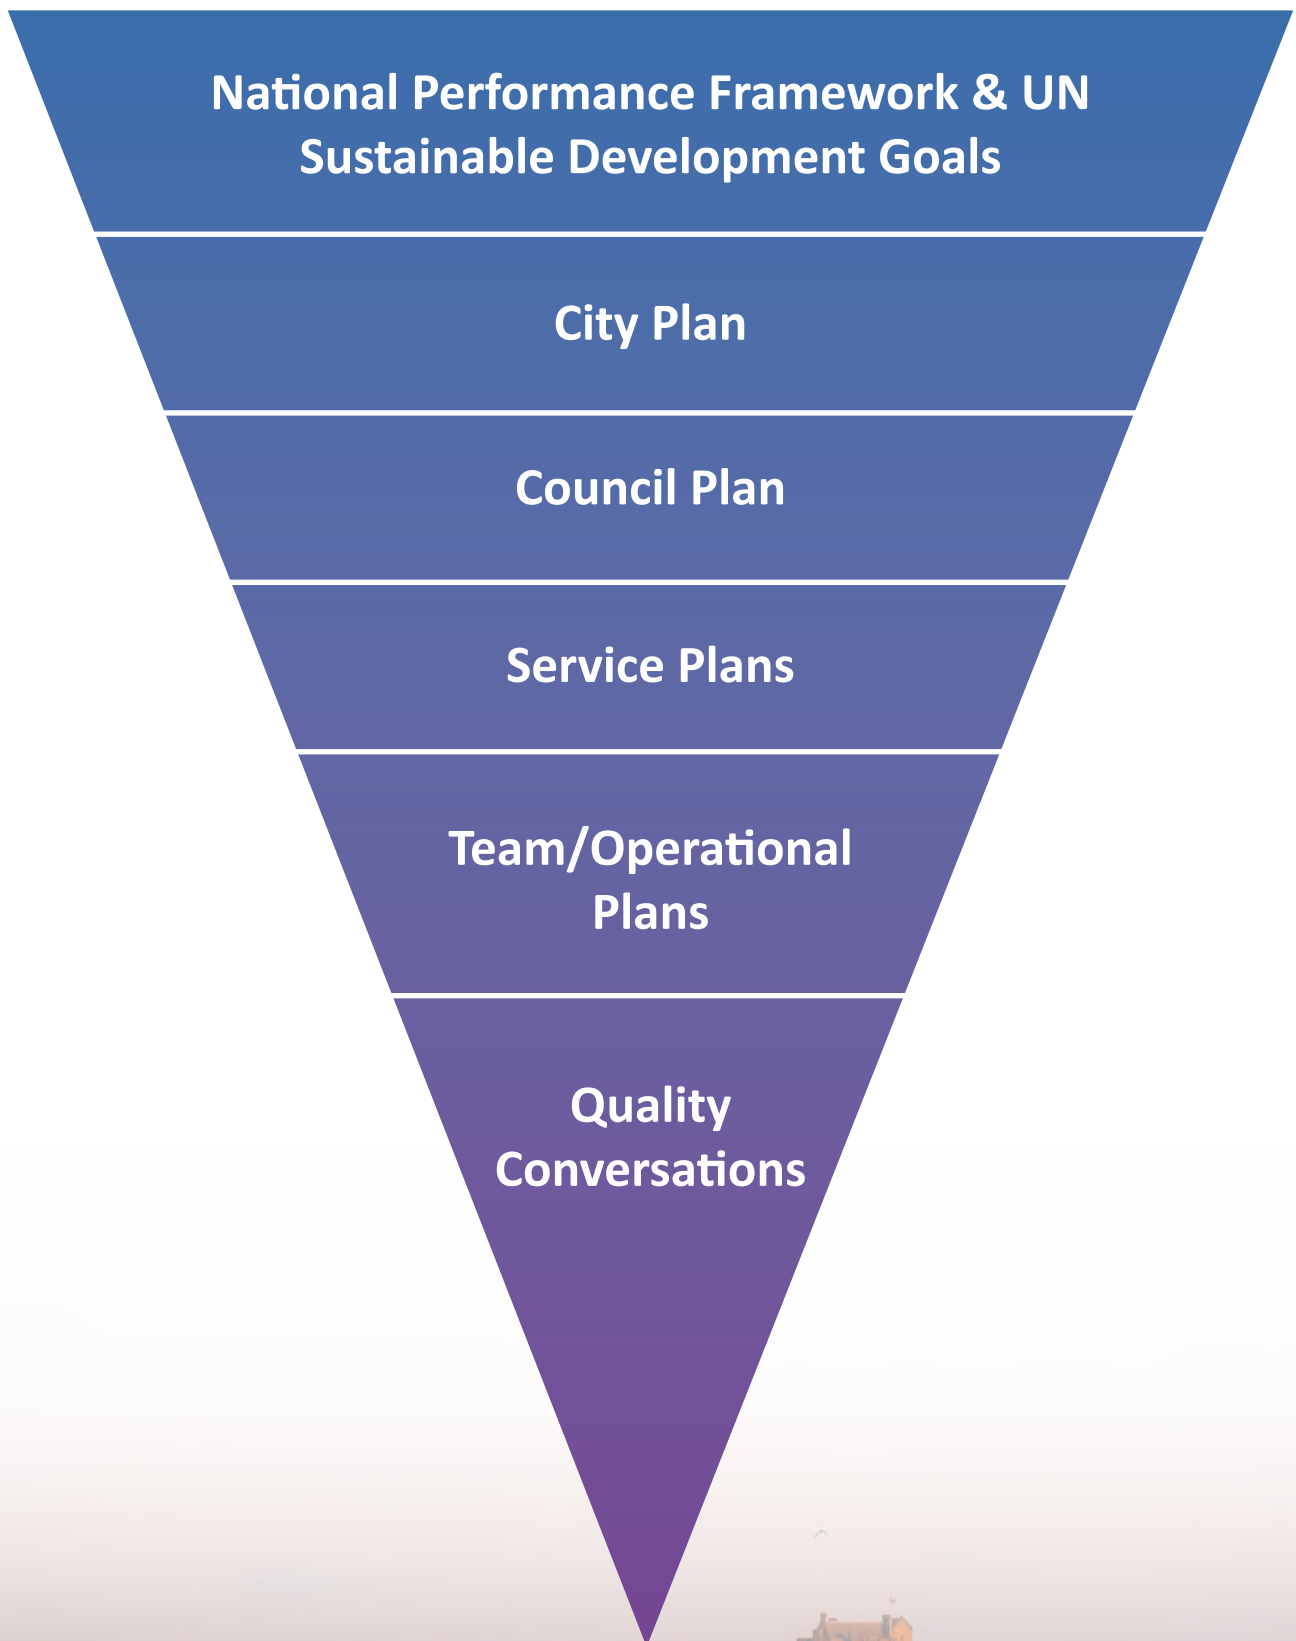 National Performance Framework & UN
Sustainable Development Goals
City Plan
Council Plan
Service Plans
Team/Operational
Plans
Quality
Conversations